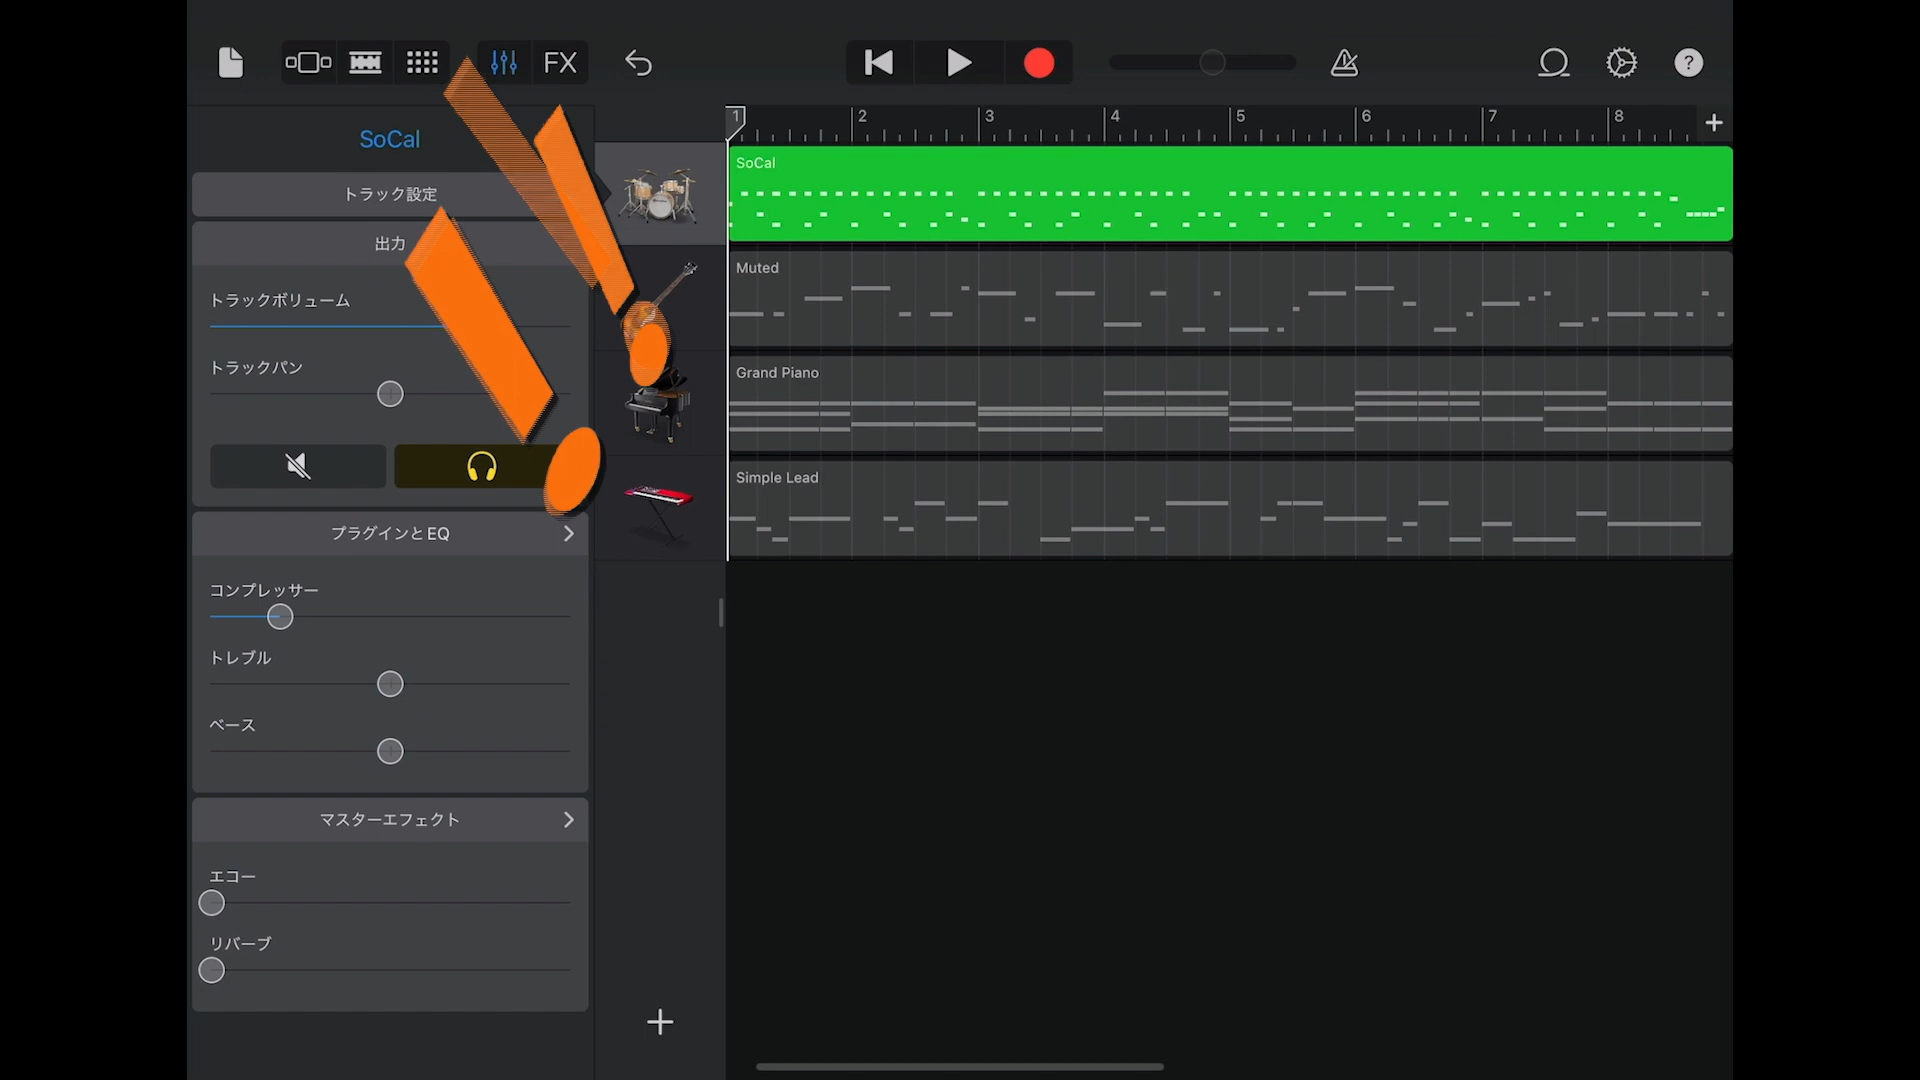 FX
?
SoCal
トラック設定
出力
トラックボリューム
トラックパン
プラグインとEQ
コンプレッサー
トレブル
ベース
マスターエフェクト
エコー
リバーブ
1 2 3 4 5 6 7 8
SoCal
Muted
Grand Piano
Simple Lead